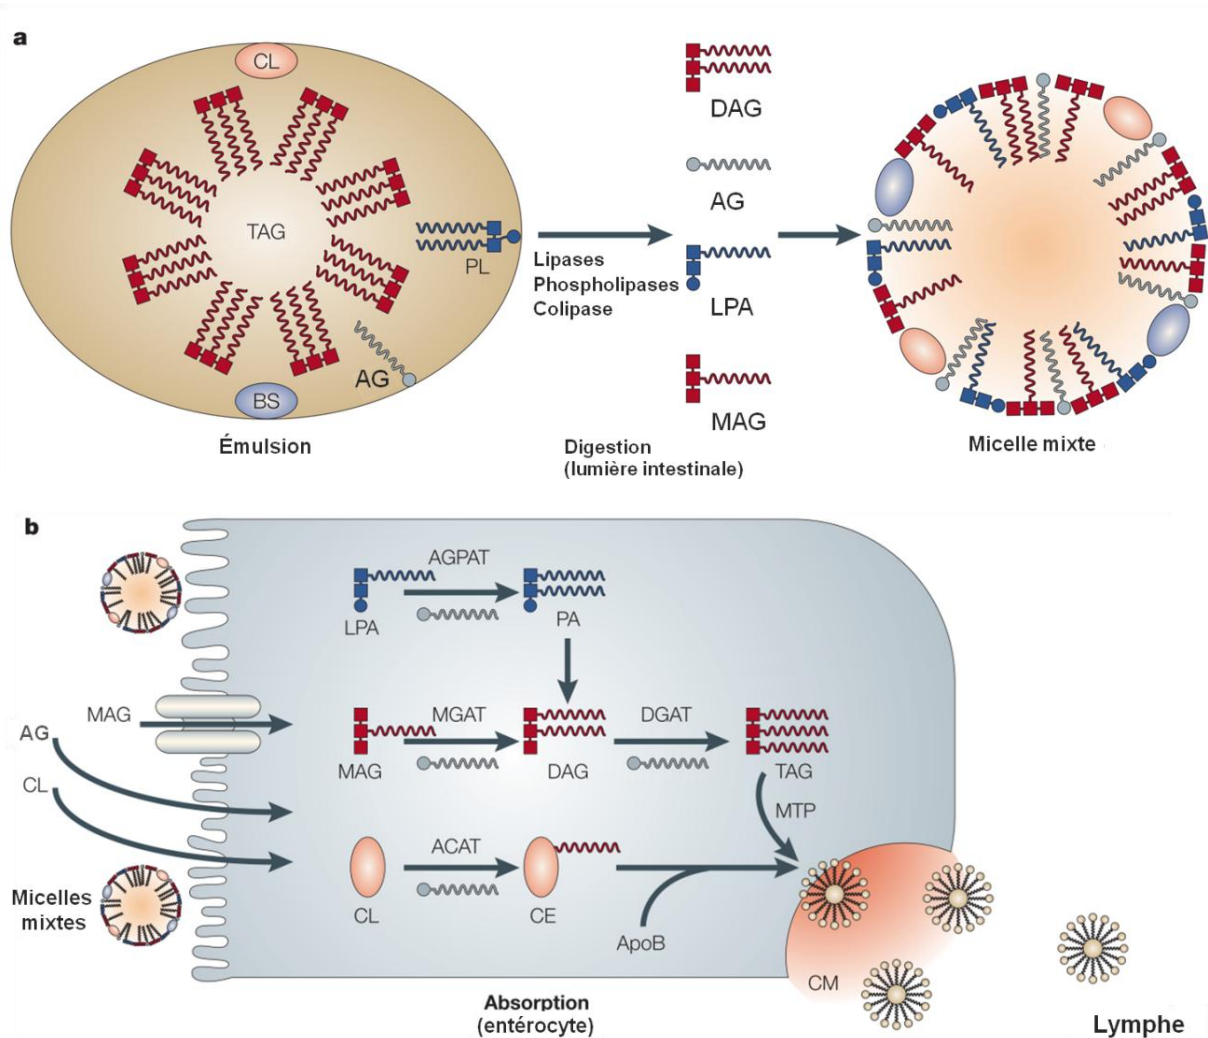 a
CL
TAG
PL
AG
BS
Émulsion
Lipases
Phospholipases
Colipase
Digestion
(lumière intestinale)
DAG
AG
LPA
MAG
Micelle mixte
b
AGPAT
LPA
PA
MAG
AG
CL
MGAT
DGAT
MAG
DAG
TAG
MTP
ACAT
CL
CE
ApoB
Micelles
mixtes
CM
Absorption
(entérocyte)
Lymphe